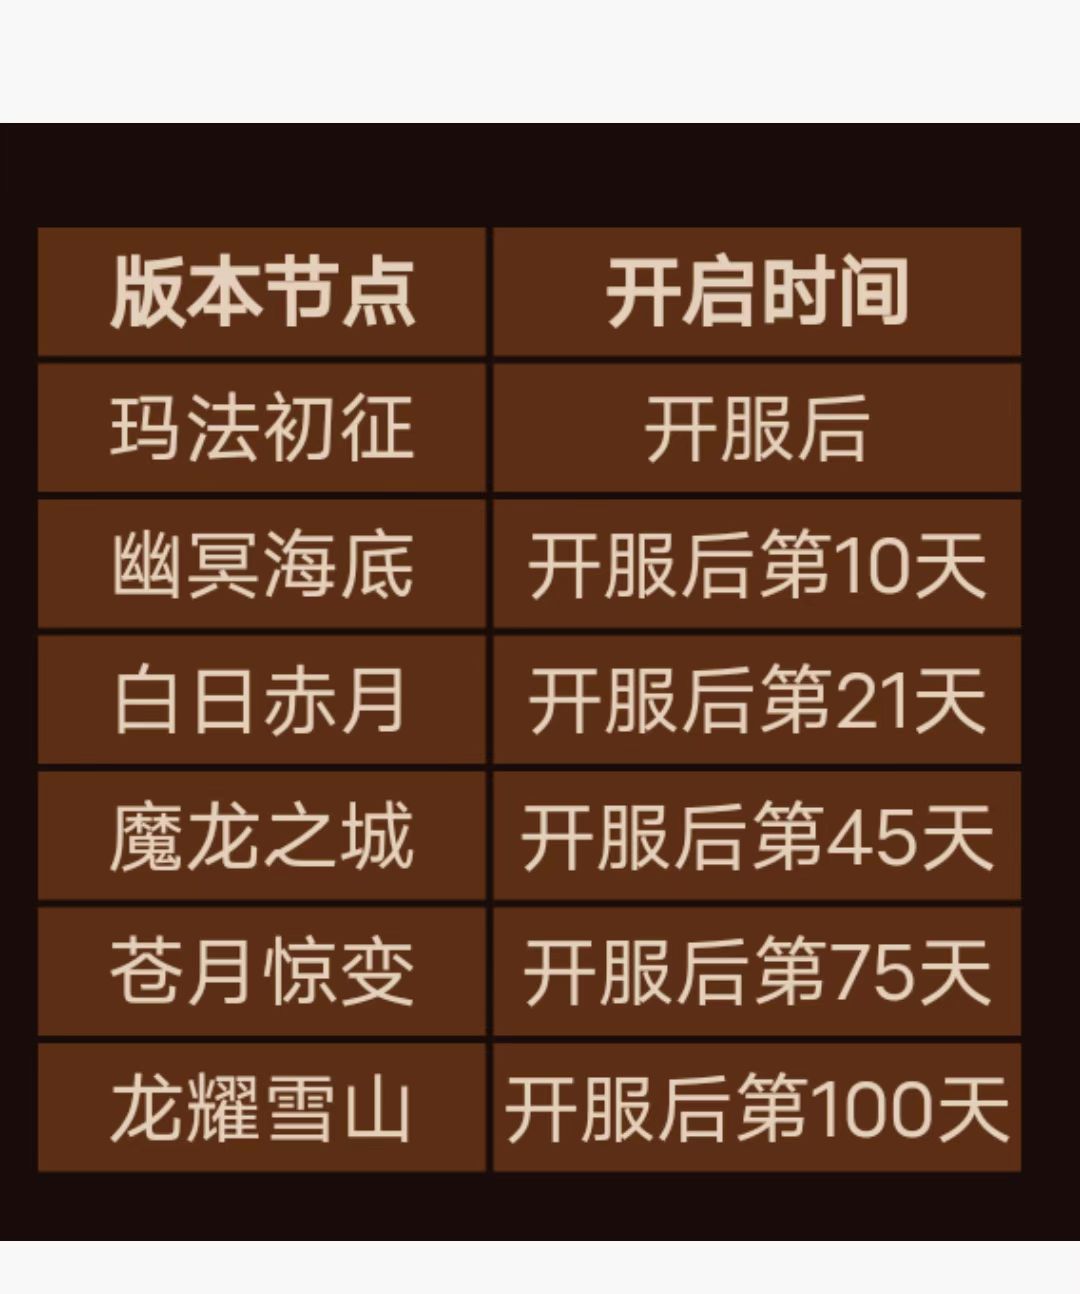 版本节点 开启时间
玛法初征 开服后
幽冥海底 开服后第10天
白日赤月 开服后第21天
魔龙之城 开服后第45天
苍月惊变 开服后第75天
龙耀雪山 开服后第100天